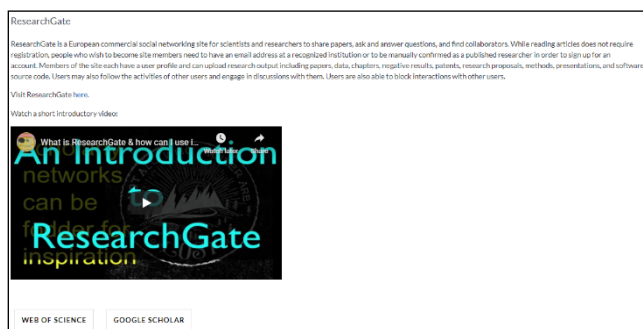 ResearchGate
ResearchGate is a European commercial social networking site for scientists and researchers to share papers, ask and answer questions, and find collaborators. While reading articles does not require
registration, people who wish to become site members need to have an email address at a recognized institution or to be manually confirmed as a published researcher in order to sign up for an
account. Members of the site each have a user profile and can upload research output including papers, data, chapters, negative results, patents, research proposals, methods, presentations, and software
source code. Users may also follow the activities of other users and engage in discussions with them. Users are also able to block interactions with other users.
Visit ResearchGate here.
Watch a short introductory video:
What is ResearchGate & how can I use i...
Watch later
Share
An Introduction
networks
to
can be
fodder for
ResearchGate
inspiration
WEB OF SCIENCE
GOOGLE SCHOLAR